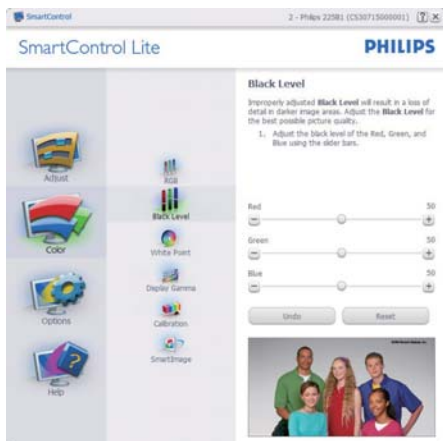 SmartControl
2 - Philips 225B1 (CS30715000001)
SmartControl Lite
PHILIPS
Adjust
Color
Options
Help
RGB
Black Level
White Point
Display Gamma
Calibration
SmartImage
Black Level
Improperly adjusted Black Level will result in a loss of
detail in darker image areas. Adjust the Black Level for
the best possible picture quality.
1. Adjust the black level of the Red, Green, and
Blue using the slider bars.
Red 50
Green 50
Blue 50
Undo Reset